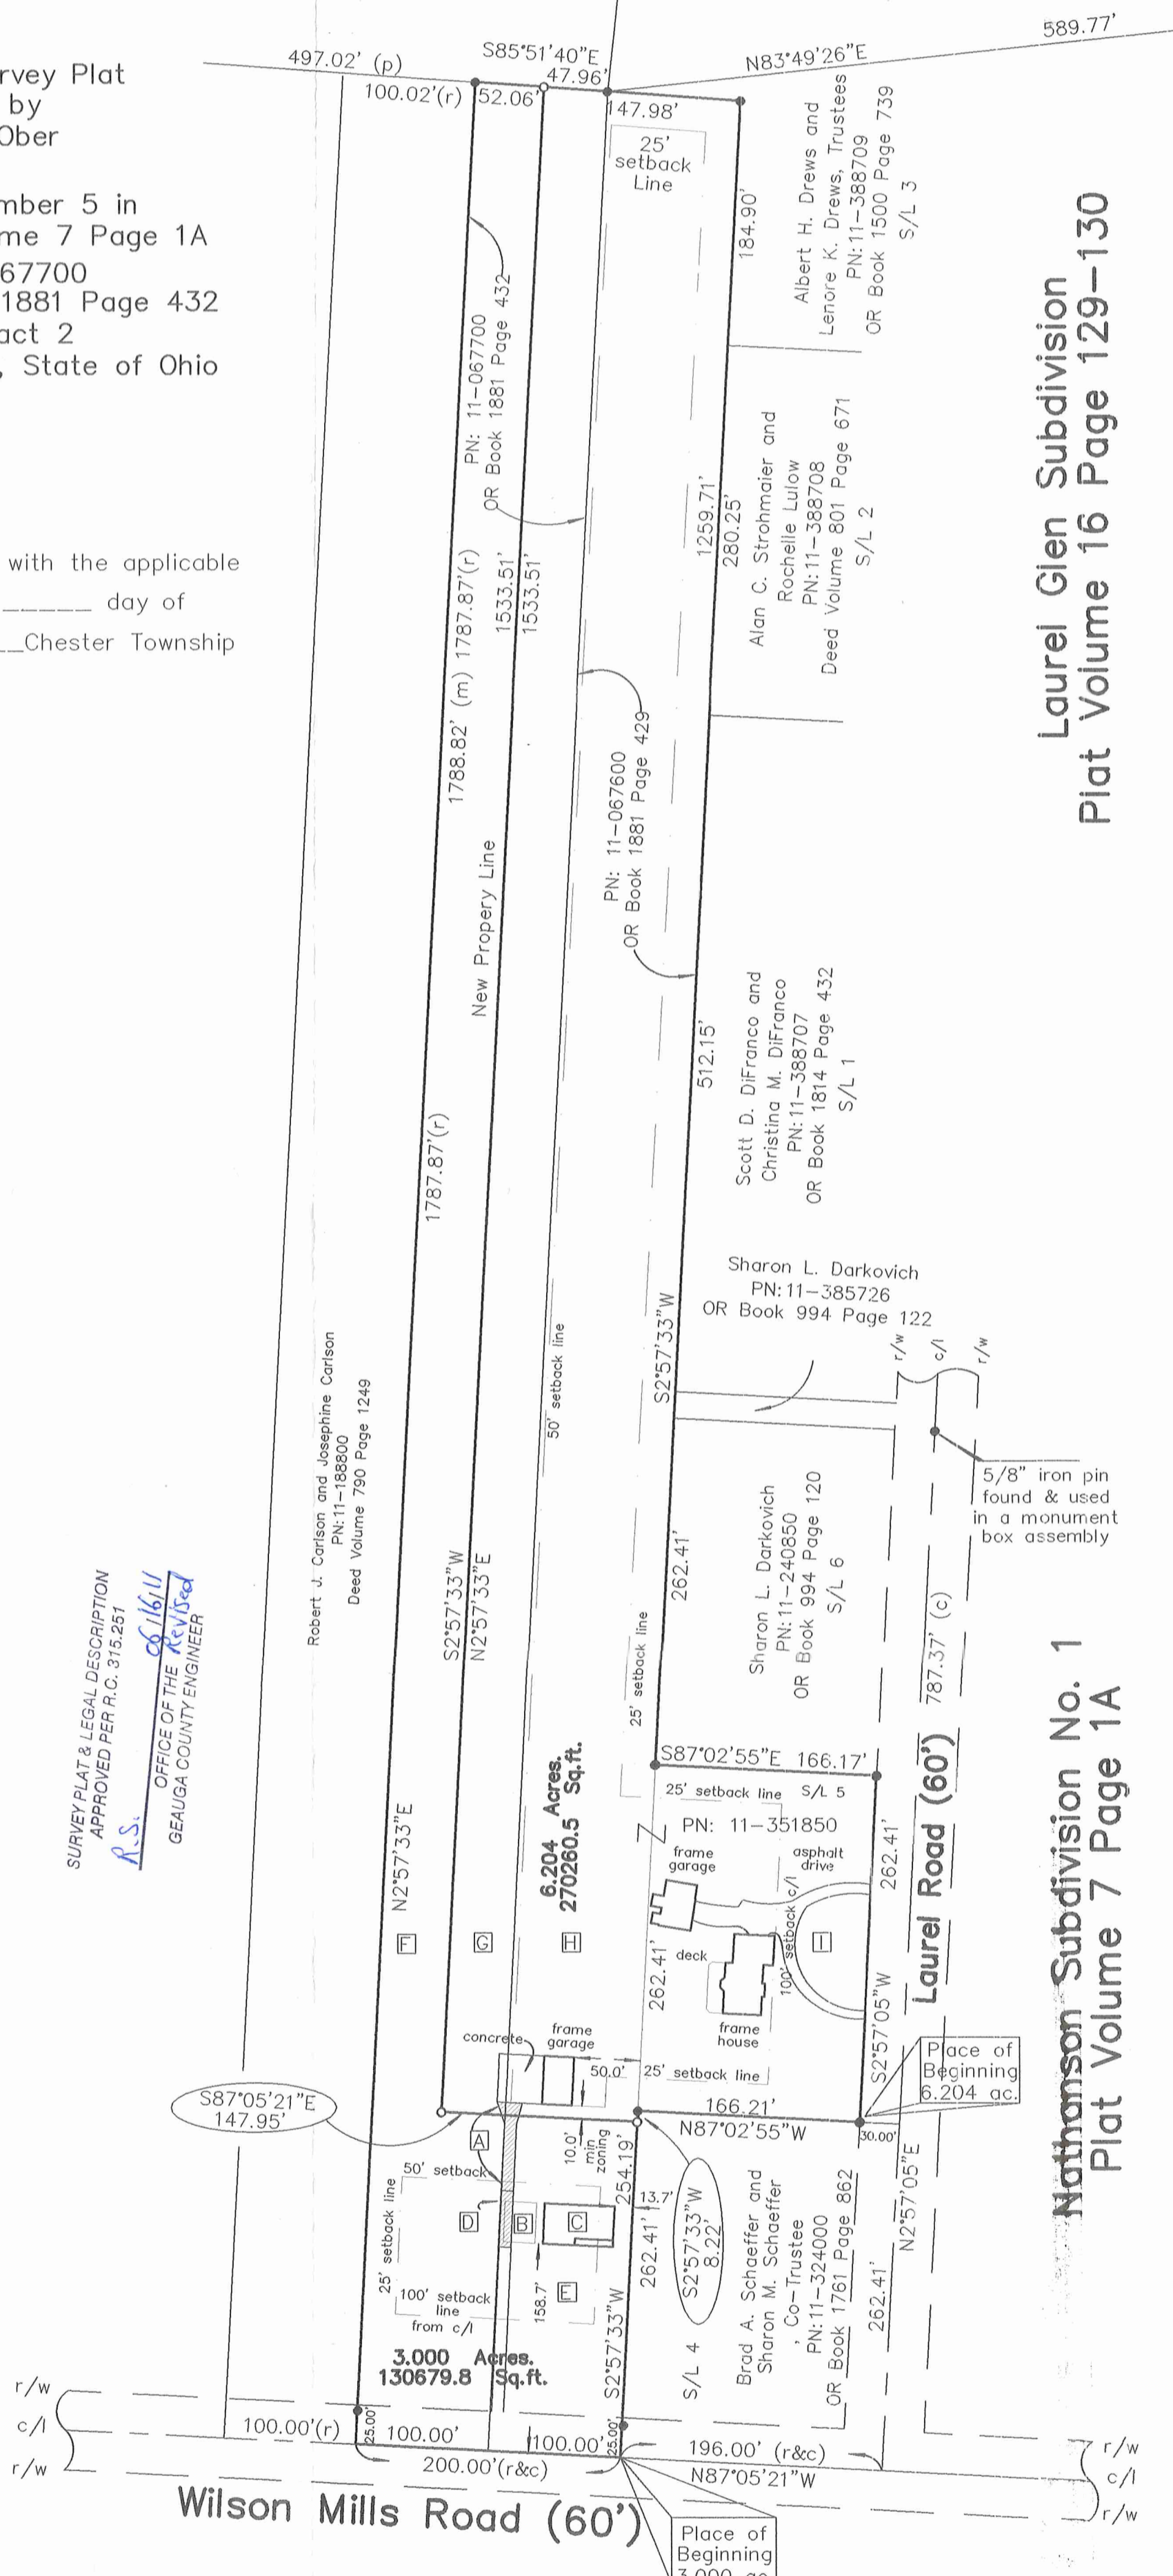 497.02' (p)
S85°51'40"E
589.77'
N83°49'26"E
47.96'
100.02'(r)
52.06'
147.98'
rvey Plat
by
Ober
mber 5 in
me 7 Page 1A
67700
1881 Page 432
act 2
, State of Ohio
with the applicable
_____ day of
__Chester Township
25'
setback
Line
184.90'
Albert H. Drews and
Lenore K. Drews, Trustees
PN:11-388709
OR Book 1500 Page 739
S/L 3
Laurel Glen Subdivision
Plat Volume 16 Page 129-130
PN: 11-067700
OR Book 1881 Page 432
1788.82' (m) 1787.87'(r)
1533.51'
1533.51'
1259.71'
280.25'
Alan C. Strohmaier and
Rochelle Lulow
PN:11-388708
Deed Volume 801 Page 671
S/L 2
New Propery Line
PN: 11-067600
OR Book 1881 Page 429
512.15'
Scott D. DiFranco and
Christina M. DiFranco
PN:11-388707
OR Book 1814 Page 432
S/L 1
1787.87'(r)
Sharon L. Darkovich
PN:11-385726
OR Book 994 Page 122
r/w
c/l
r/w
S2°57'33"W
50' setback line
Robert J. Carlson and Josephine Carlson
PN:11-188800
Deed Volume 790 Page 1249
5/8" iron pin
found & used
in a monument
box assembly
262.41'
Sharon L. Darkovich
PN:11-240850
OR Book 994 Page 120
S/L 6
787.37' (c)
S2°57'33"W
N2°57'33"E
25' setback line
SURVEY PLAT & LEGAL DESCRIPTION
APPROVED PER R.C. 315.251
R.S. 06/16/11
OFFICE OF THE Revised
GEAUGA COUNTY ENGINEER
Nathanson Subdivision No. 1
Plat Volume 7 Page 1A
Laurel Road (60')
S87°02'55"E 166.17'
25' setback line S/L 5
PN: 11-351850
frame
garage
asphalt
drive
262.41'
6.204 Acres.
270260.5 Sq.ft.
N2°57'33"E
F
G
H
I
262.41'
deck
100' setback c/l
frame
house
S2°57'05"W
concrete
frame
garage
50.0'
25' setback line
Place of
Beginning
6.204 ac.
S87°05'21"E
147.95'
166.21'
N87°02'55"W
30.00'
N2°57'05"E
A
10.0'
min
zoning
254.19'
50' setback
25' setback line
D
B
C
E
13.7'
262.41'
S2°57'33"W
8.22'
Brad A. Schaeffer and
Sharon M. Schaeffer
, Co-Trustee
PN:11-324000
OR Book 1761 Page 862
262.41'
100' setback
line
from c/l
158.7'
S2°57'33"W
S/L 4
3.000 Acres.
130679.8 Sq.ft.
r/w
c/l
r/w
100.00'(r)
25.00'
100.00'
100.00'
25.00'
196.00' (r&c)
200.00'(r&c)
N87°05'21"W
r/w
c/l
r/w
Wilson Mills Road (60')
Place of
Beginning
3.000 ac